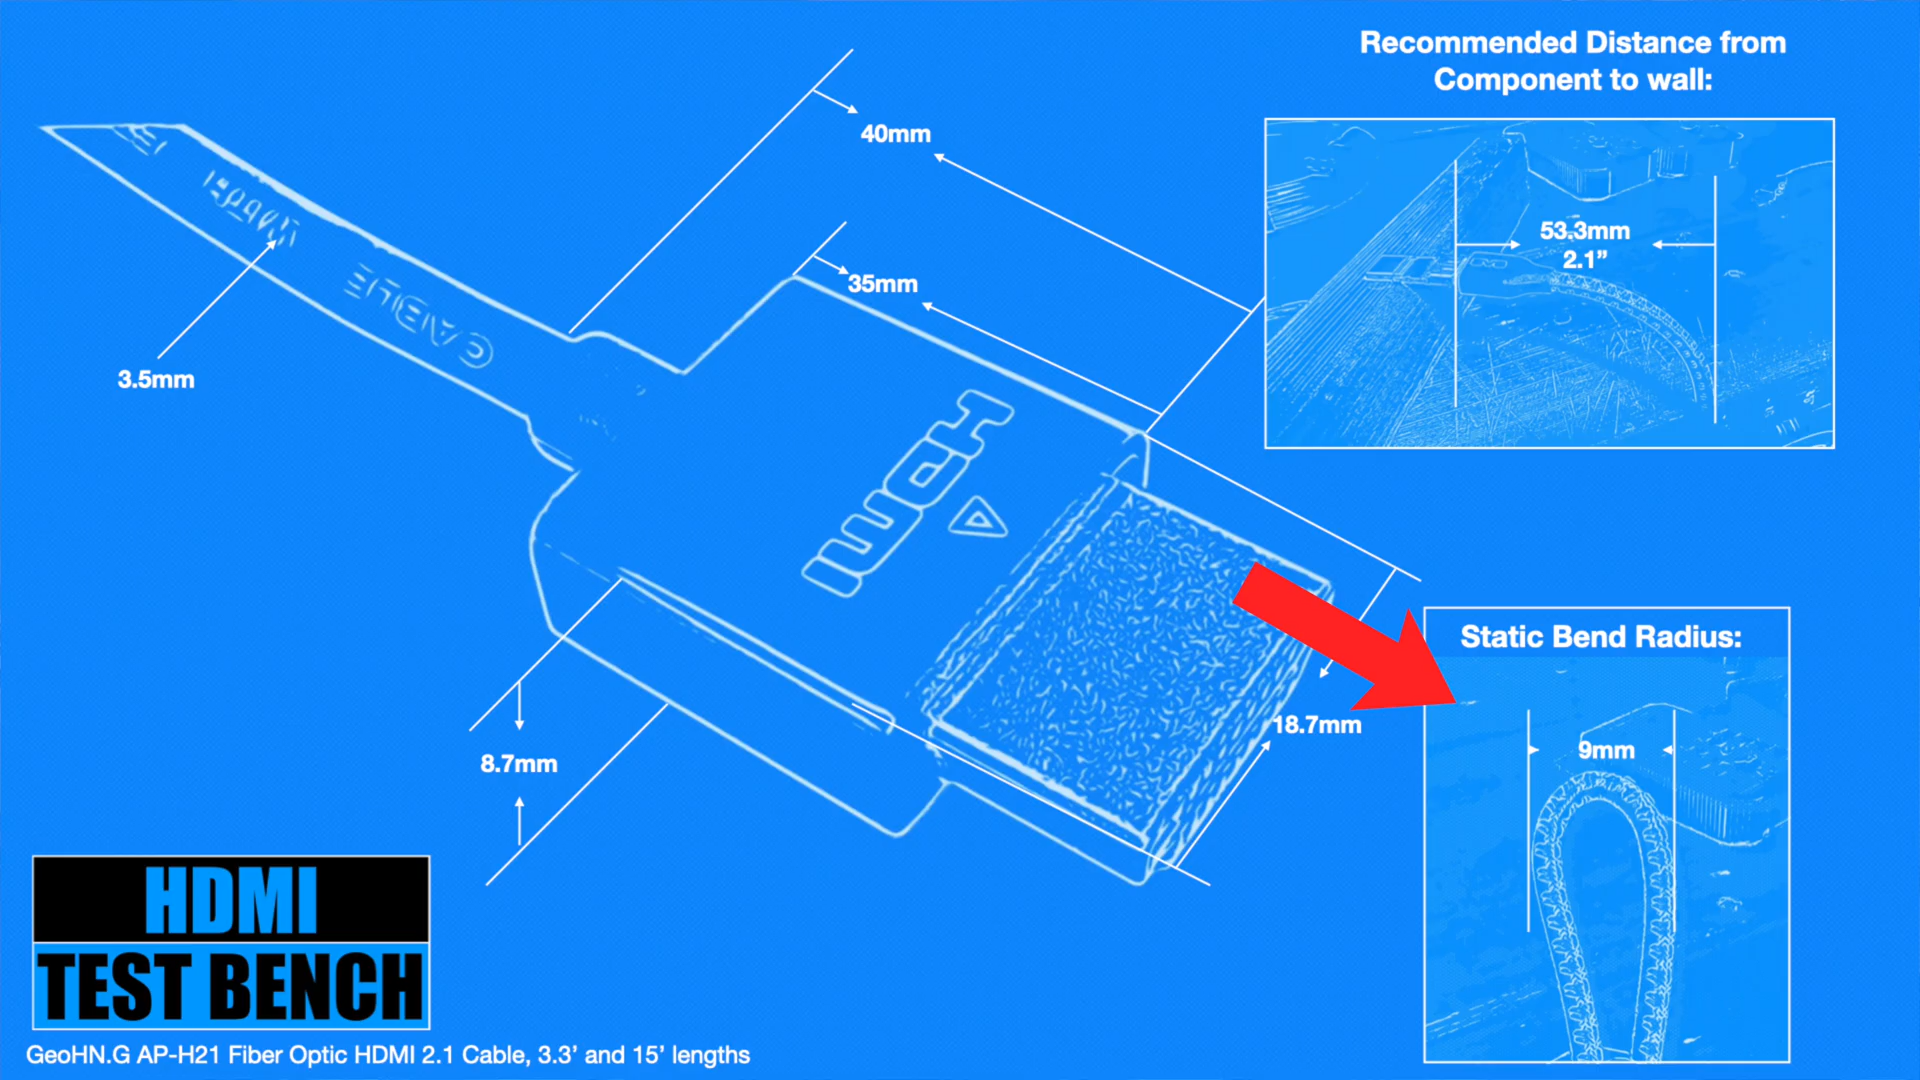 Recommended Distance from
Component to wall:
40mm
53.3mm
2.1”
35mm
CABLE
HDMI
3.5mm
Static Bend Radius:
18.7mm
9mm
8.7mm
HDMI
TEST BENCH
GeoHN.G AP-H21 Fiber Optic HDMI 2.1 Cable, 3.3’ and 15’ lengths